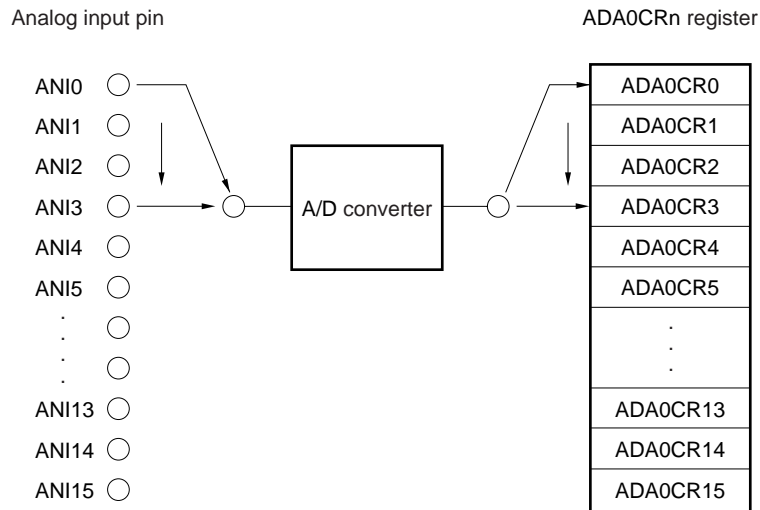 Analog input pin
ADA0CRn register
ANI0
ANI1
ANI2
ANI3
ANI4
ANI5
.
.
.
.
ANI13
ANI14
ANI15
A/D converter
ADA0CR0
ADA0CR1
ADA0CR2
ADA0CR3
ADA0CR4
ADA0CR5
.
.
.
ADA0CR13
ADA0CR14
ADA0CR15